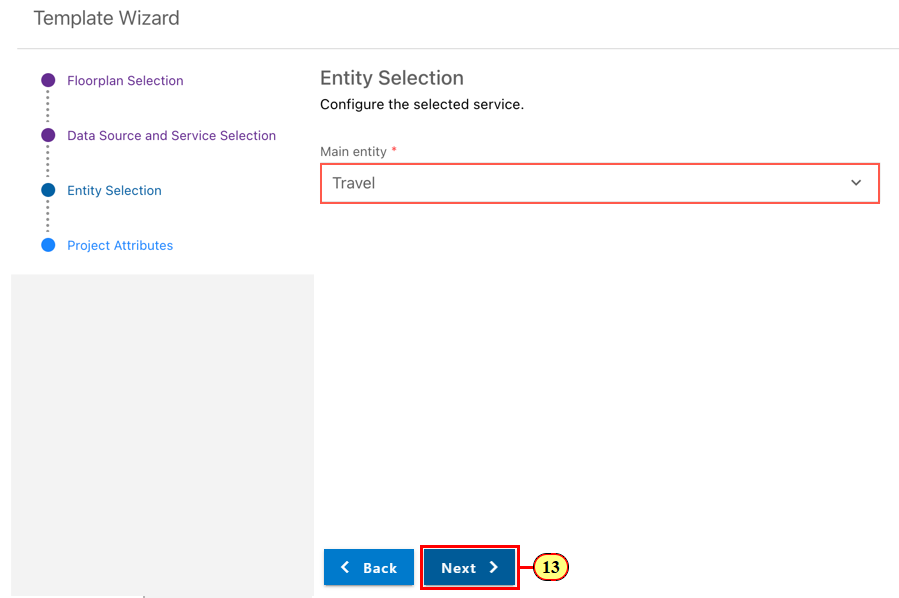 Template Wizard
Floorplan Selection
Data Source and Service Selection
Entity Selection
Project Attributes
Entity Selection
Configure the selected service.
Main entity *
Travel
Back
Next
13